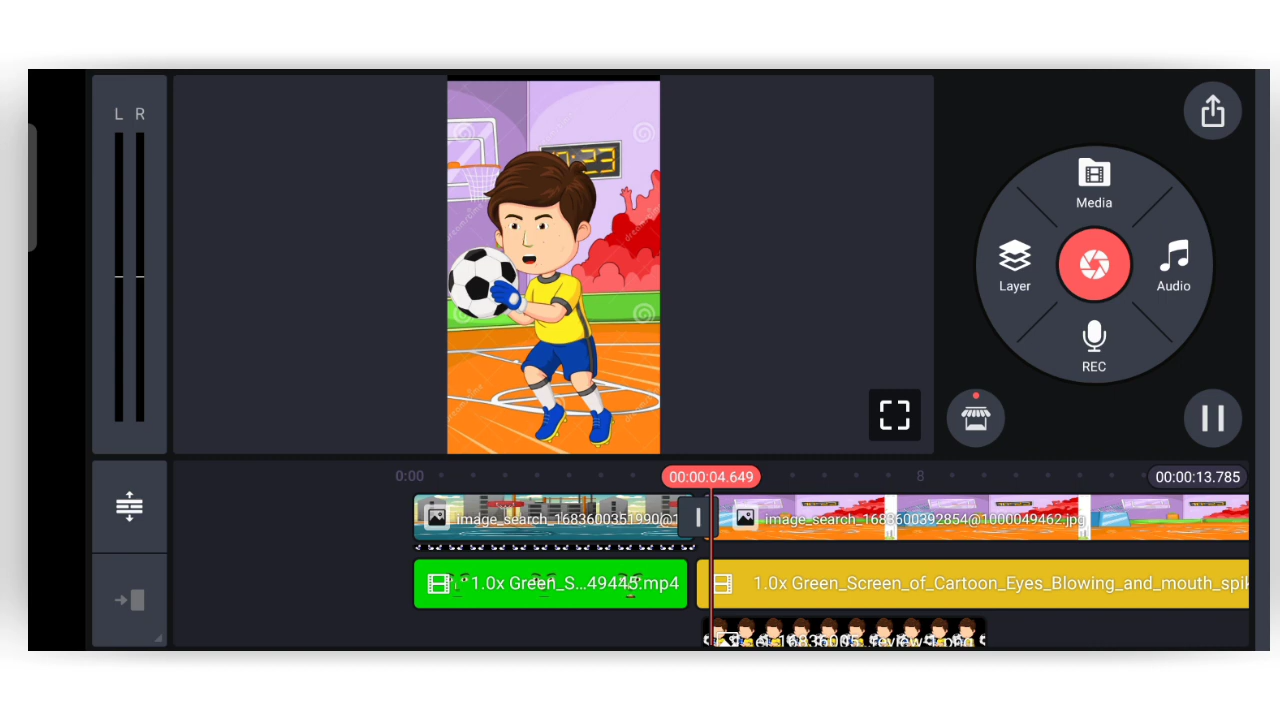 L R
:23
Media
Layer
Audio
REC
0:00
00:00:04.649
8
00:00:13.785
image_search_1683600351990@1
image_search_1683600392854@1000049462.jpg
1.0x Green_S...49445.mp4
1.0x Green_Screen_of_Cartoon_Eyes_Blowing_and_mouth_spik